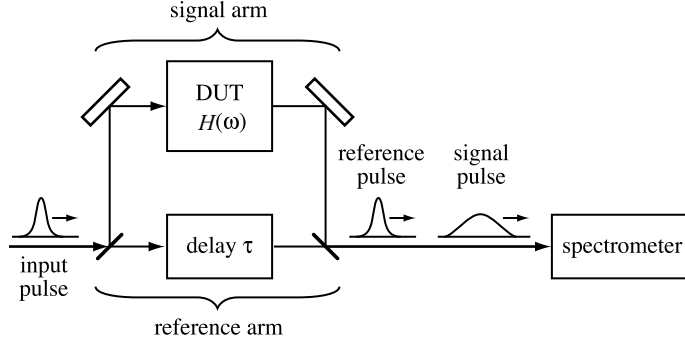 signal arm
DUT
H(ω)
reference
pulse
signal
pulse
input
pulse
delay τ
spectrometer
reference arm